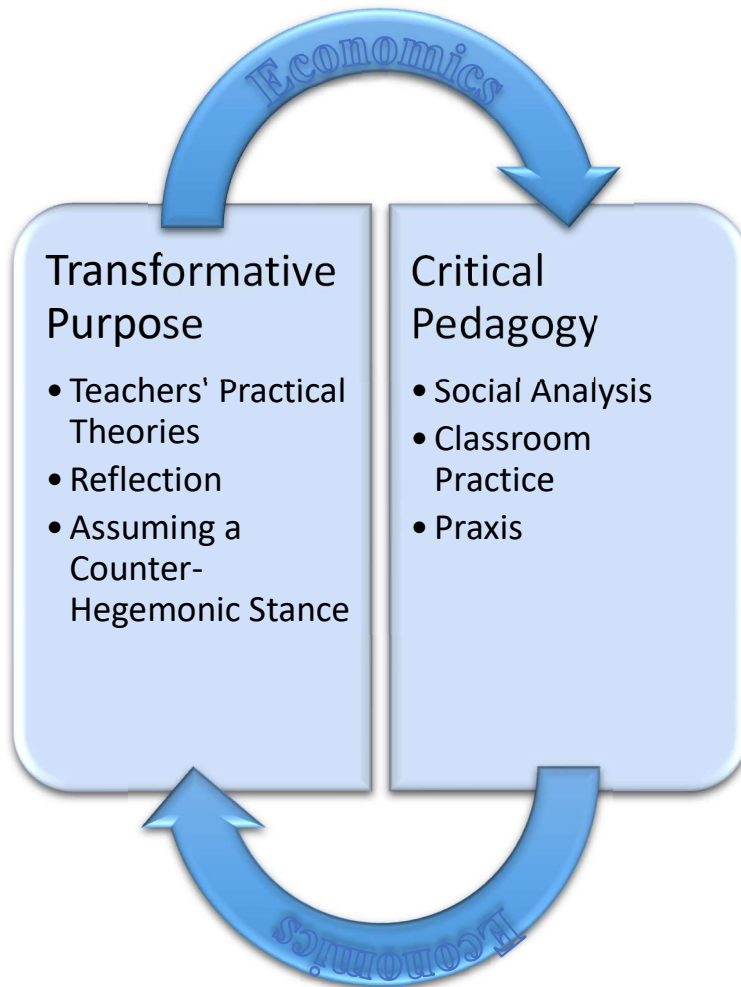 Economics
Transformative
Purpose
• Teachers' Practical
Theories
• Reflection
• Assuming a
Counter-
Hegemonic Stance
Critical
Pedagogy
• Social Analysis
• Classroom
Practice
• Praxis
Economics